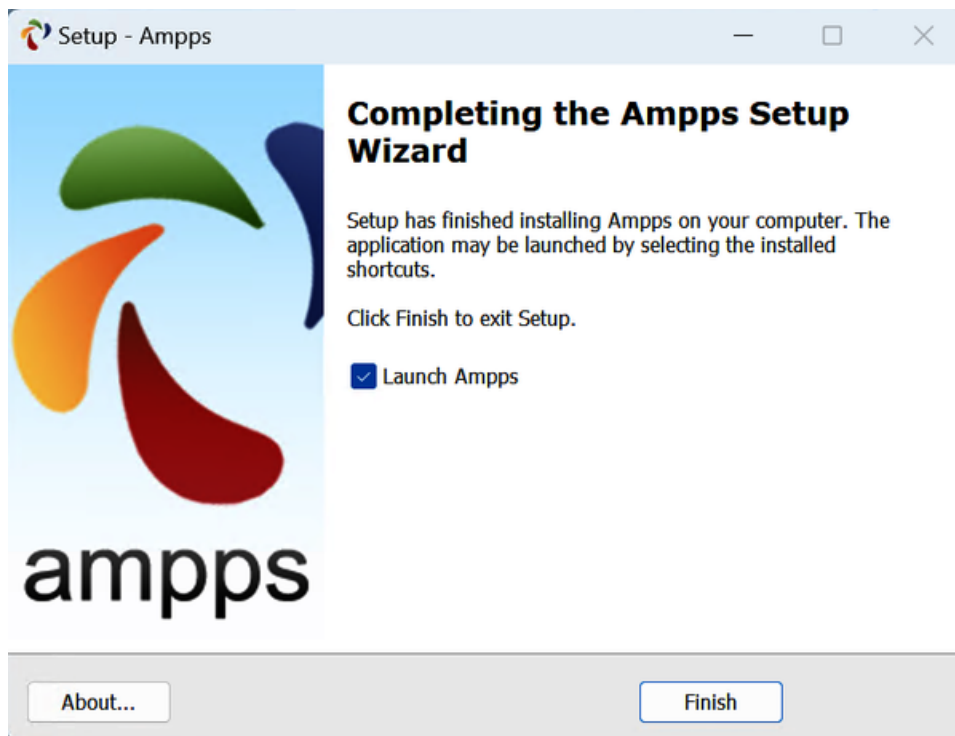 Setup - Ampps
Completing the Ampps Setup
Wizard
Setup has finished installing Ampps on your computer. The
application may be launched by selecting the installed
shortcuts.
Click Finish to exit Setup.
Launch Ampps
ampps
About...
Finish